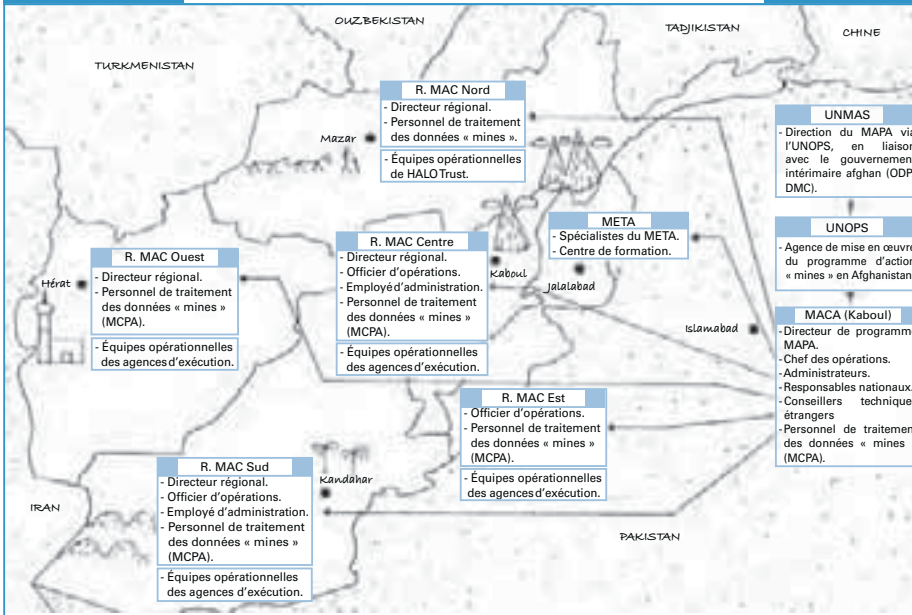 OUZBEKISTAN
TADJIKISTAN
CHINE
TURKMENISTAN
R. MAC Nord
- Directeur régional.
- Personnel de traitement
des données « mines ».
- Équipes opérationnelles
de HALO Trust.
Mazar
UNMAS
- Direction du MAPA via
l'UNOPS, en liaison
avec le gouvernement
intérimaire afghan (ODP,
DMC).
UNOPS
- Agence de mise en œuvre
du programme d'action
« mines » en Afghanistan
MACA (Kaboul)
- Directeur de programme
MAPA.
- Chef des opérations.
- Administrateurs.
- Responsables nationaux.
- Conseillers technique
étrangers
- Personnel de traitement
des données « mines
(MCPA).
META
- Spécialistes du META.
- Centre de formation.
Jalalabad
Islamabad
R. MAC Centre
- Directeur régional.
- Officier d'opérations.
- Employé d'administration.
- Personnel de traitement
des données « mines »
(MCPA).
- Équipes opérationnelles
des agences d'exécution.
Kaboul
R. MAC Ouest
- Directeur régional.
- Personnel de traitement
des données « mines »
(MCPA).
- Équipes opérationnelles
des agences d'exécution.
Hérat
R. MAC Est
- Officier d'opérations.
- Personnel de traitement
des données « mines »
(MCPA).
- Équipes opérationnelles
des agences d'exécution.
R. MAC Sud
- Directeur régional.
- Officier d'opérations.
- Employé d'administration.
- Personnel de traitement
des données « mines »
(MCPA).
- Équipes opérationnelles
des agences d'exécution.
Kandahar
IRAN
PAKISTAN